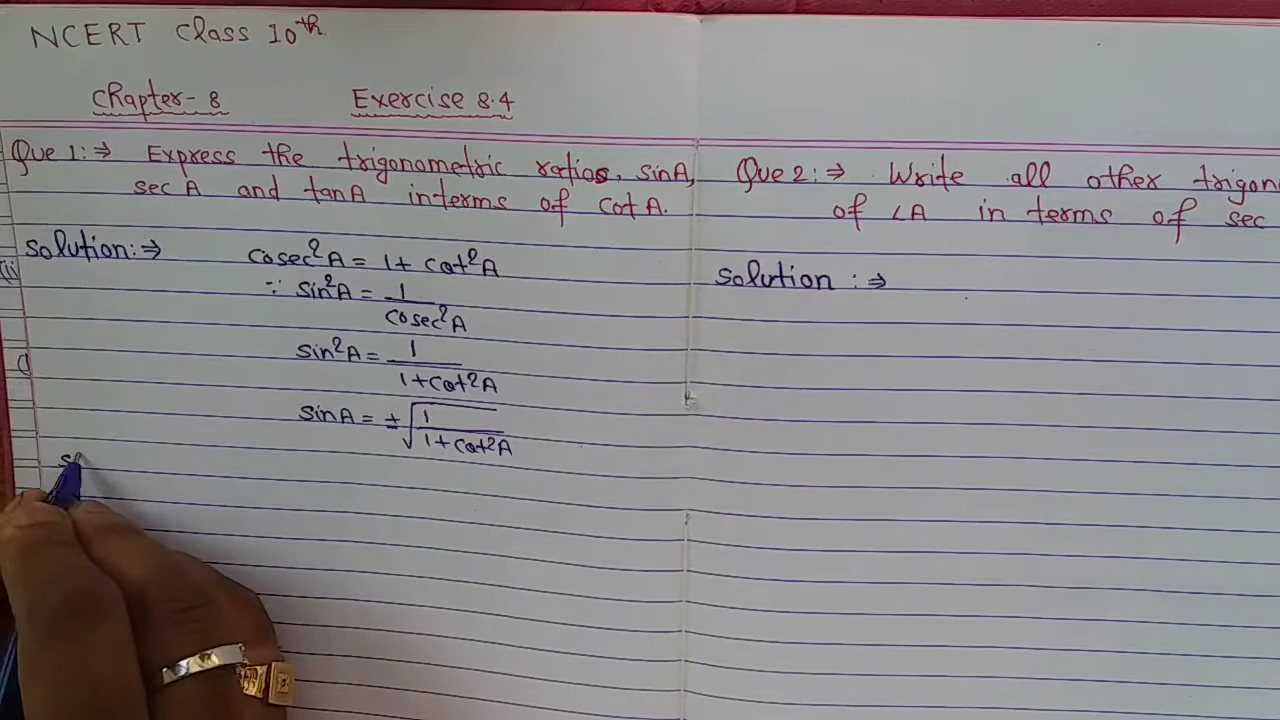 NCERT Class 10th
Chapter-8 Exercise 8.4
Que 1:⇒ Express the trigonometric ratios, sinA,
sec A and tanA interms of cot A.
Solution:⇒ cosec²A = 1 + cot²A
∵ sin²A = 1/cosec²A
sin²A = 1/1+cot²A
sinA = ±√1/1+cot²A
Que 2:⇒ Write all other trigon
of ∠A in terms of sec
Solution :⇒